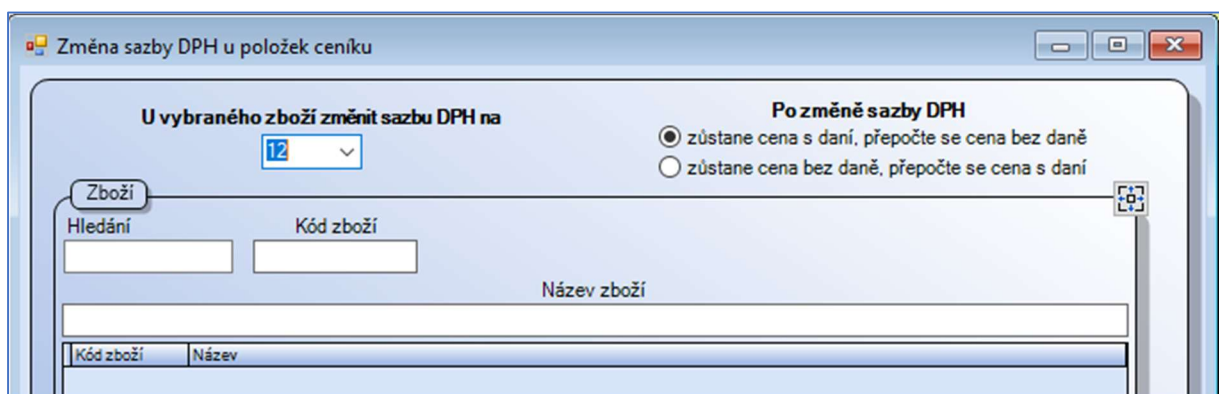 Změna sazby DPH u položek ceníku
U vybraného zboží změnit sazbu DPH na
12
Po změně sazby DPH
zůstane cena s daní, přepočte se cena bez daně
zůstane cena bez daně, přepočte se cena s daní
Zboží
Hledání Kód zboží
Název zboží
Kód zboží Název